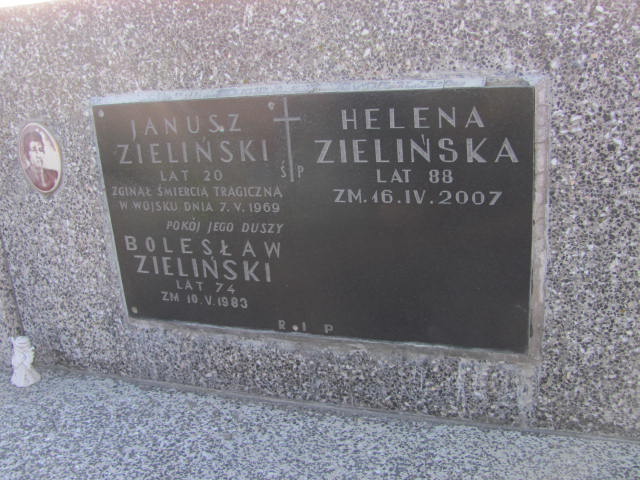 JANUSZ
ZIELIŃSKI
LAT 20
ZGINĄŁ ŚMIERCIĄ TRAGICZNĄ
W WOJSKU DNIA 7.V.1969
POKÓJ JEGO DUSZY
BOLESŁAW
ZIELIŃSKI
LAT 74
ZM 10.V.1983
Ś P
HELENA
ZIELIŃSKA
LAT 88
ZM. 16.IV.2007
R.I P